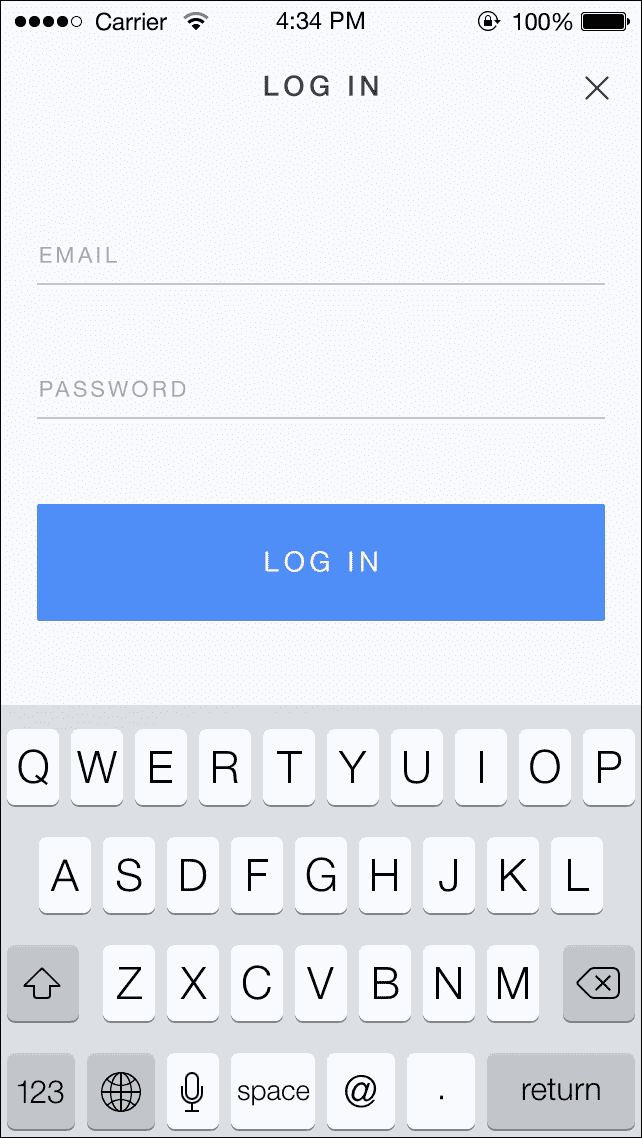 Carrier 4:34 PM 100%
LOG IN
EMAIL
PASSWORD
LOG IN
Q W E R T Y U I O P
A S D F G H J K L
Z X C V B N M
123 space @ . return